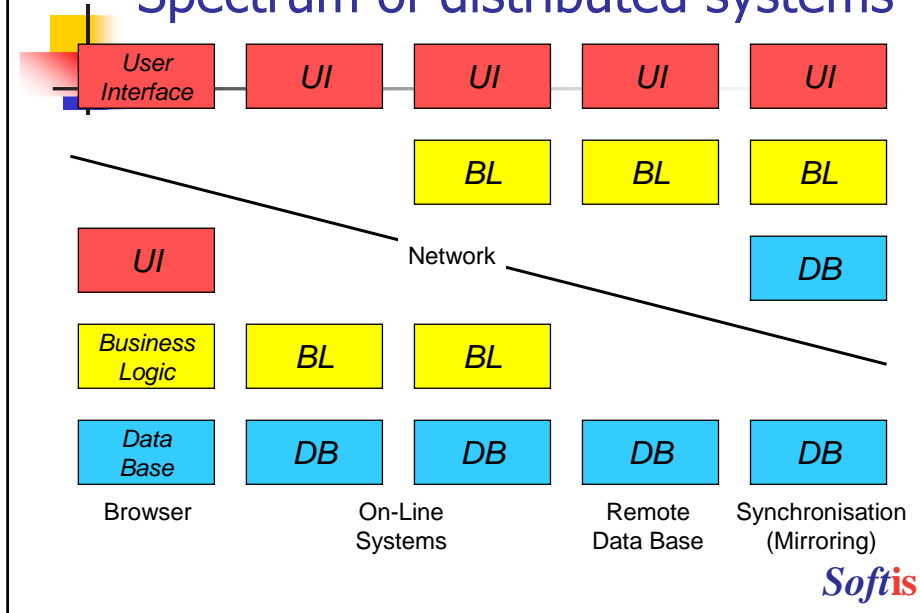 Spectrum of distributed systems
User
Interface
UI
UI
UI
UI
BL
BL
BL
Network
UI
DB
Business
Logic
BL
BL
Data
Base
DB
DB
DB
DB
Browser
On-Line
Systems
Remote
Data Base
Synchronisation
(Mirroring)
Softis